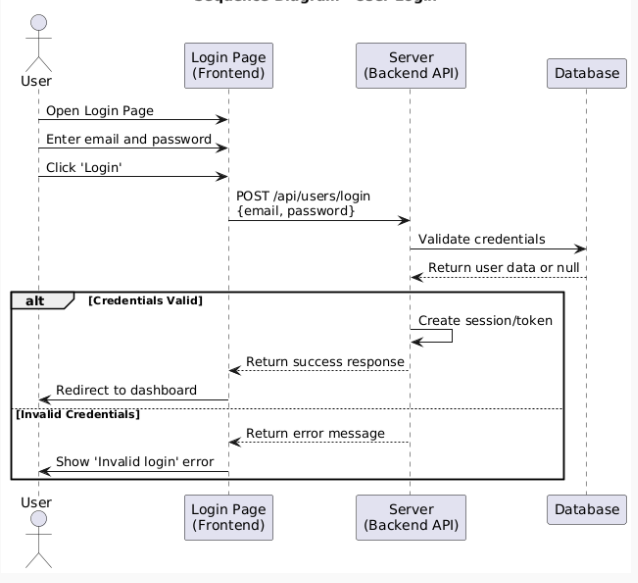 Sequence Diagram - User Login
User
Login Page
(Frontend)
Server
(Backend API)
Database
Open Login Page
Enter email and password
Click 'Login'
POST /api/users/login
{email, password}
Validate credentials
Return user data or null
alt
[Credentials Valid]
Create session/token
Return success response
Redirect to dashboard
[Invalid Credentials]
Return error message
Show 'Invalid login' error
User
Login Page
(Frontend)
Server
(Backend API)
Database